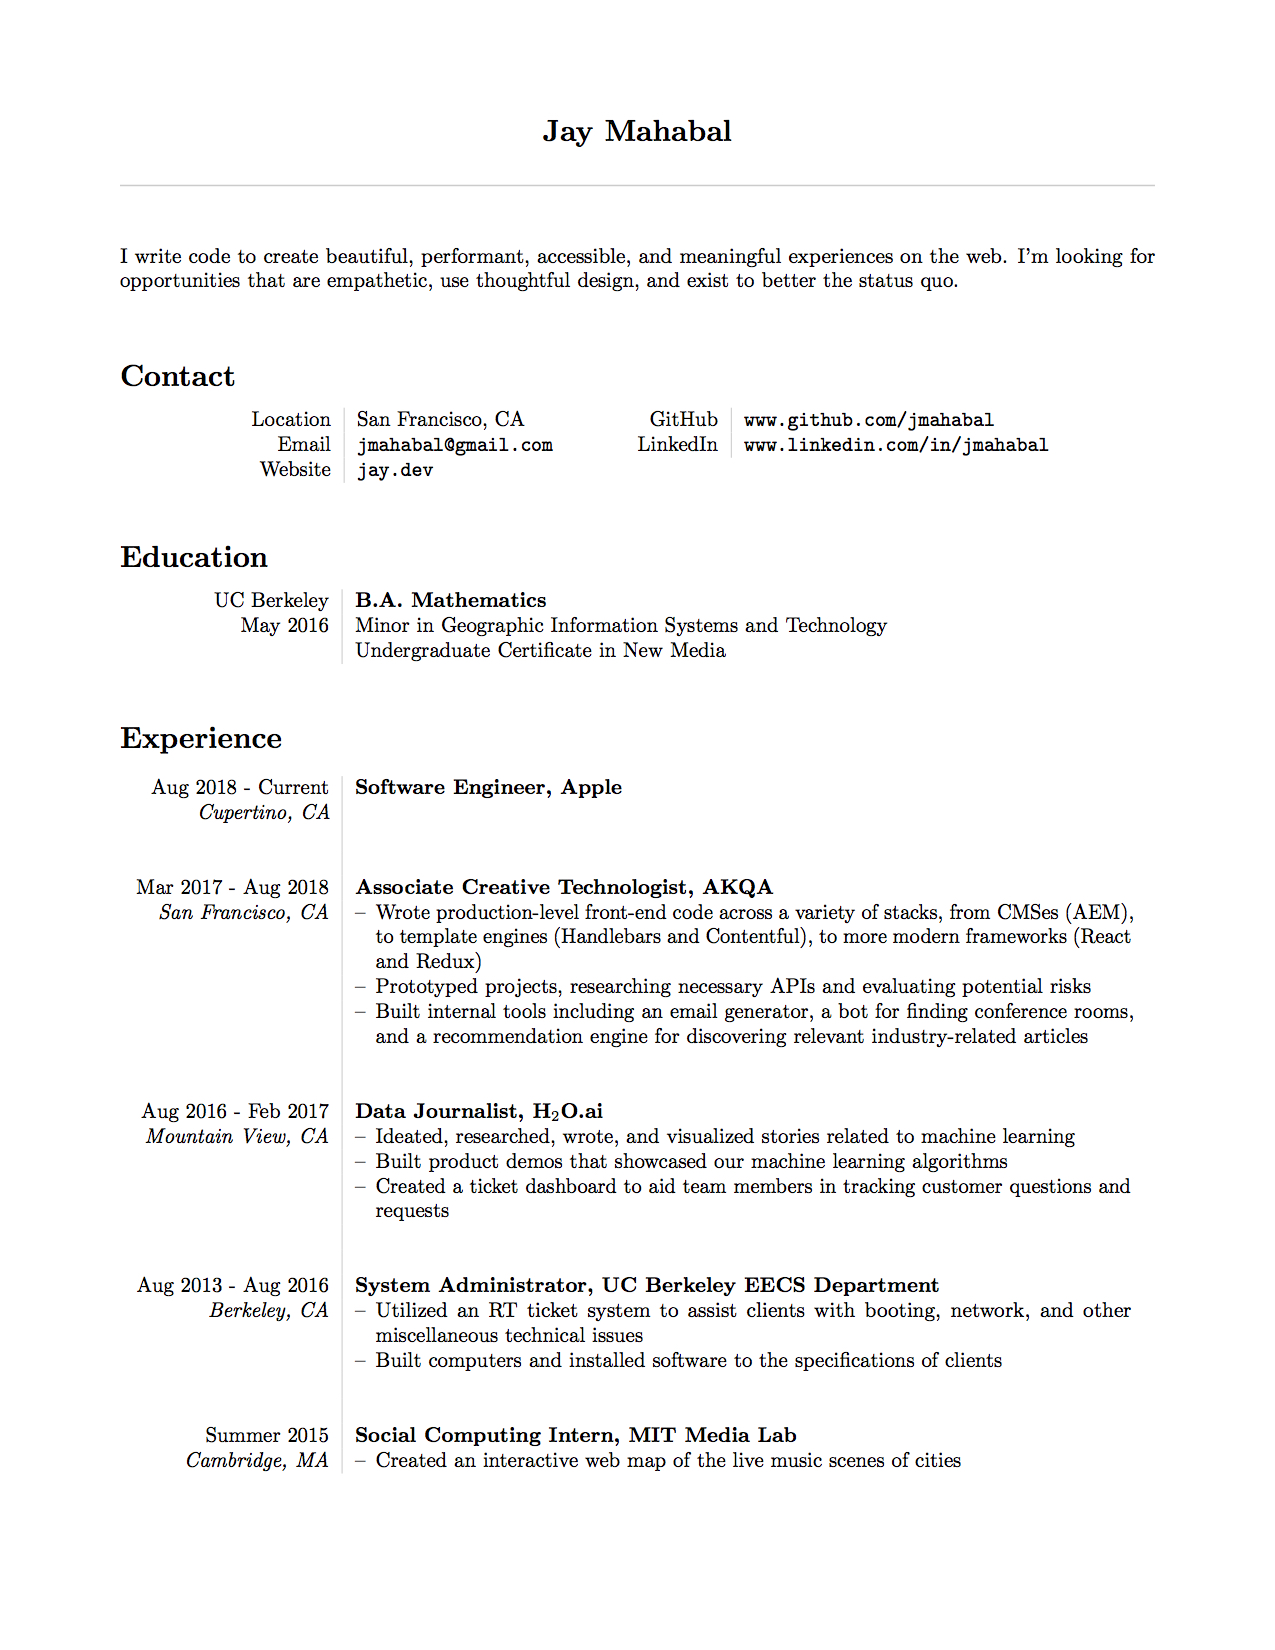 Jay Mahabal
I write code to create beautiful, performant, accessible, and meaningful experiences on the web. I'm looking for
opportunities that are empathetic, use thoughtful design, and exist to better the status quo.
Contact
Location San Francisco, CA GitHub www.github.com/jmahabal
Email jmahabal@gmail.com LinkedIn www.linkedin.com/in/jmahabal
Website jay.dev
Education
UC Berkeley B.A. Mathematics
May 2016 Minor in Geographic Information Systems and Technology
Undergraduate Certificate in New Media
Experience
Aug 2018 - Current Software Engineer, Apple
Cupertino, CA
Mar 2017 - Aug 2018 Associate Creative Technologist, AKQA
San Francisco, CA – Wrote production-level front-end code across a variety of stacks, from CMSes (AEM),
to template engines (Handlebars and Contentful), to more modern frameworks (React
and Redux)
– Prototyped projects, researching necessary APIs and evaluating potential risks
– Built internal tools including an email generator, a bot for finding conference rooms,
and a recommendation engine for discovering relevant industry-related articles
Aug 2016 - Feb 2017 Data Journalist, H₂O.ai
Mountain View, CA – Ideated, researched, wrote, and visualized stories related to machine learning
– Built product demos that showcased our machine learning algorithms
– Created a ticket dashboard to aid team members in tracking customer questions and
requests
Aug 2013 - Aug 2016 System Administrator, UC Berkeley EECS Department
Berkeley, CA – Utilized an RT ticket system to assist clients with booting, network, and other
miscellaneous technical issues
– Built computers and installed software to the specifications of clients
Summer 2015 Social Computing Intern, MIT Media Lab
Cambridge, MA – Created an interactive web map of the live music scenes of cities